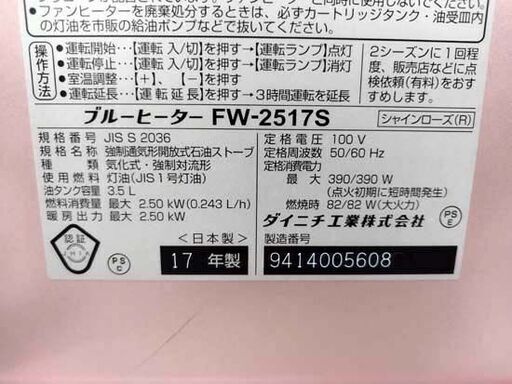 ファンヒーターを廃棄処分するときは、必ずカートリッジタンク・油受皿内
の灯油を市販の給油ポンプなどで抜いてください。
操作方法
運転開始…【運転 入/切】を押す→【運転ランプ】点灯
運転停止…【運転 入/切】を押す→【運転ランプ】消灯
室温調整…【+】、【-】を押す
運転延長…【運転延長】を押す→3時間運転を延長
2シーズンに1回程
度、販売店などに点
検依頼(有料)をおす
すめします。
ブルーヒーター FW-2517S
シャインローズ(R)
規格番号 JIS S 2036
規格名称 強制通気形開放式石油ストーブ
種類 気化式・強制対流形
使用燃料 灯油(JIS1号灯油)
油タンク容量 3.5 L
燃料消費量 最大 2.50 kW (0.243 L/h)
暖房出力 最大 2.50 kW
定格電圧 100 V
定格周波数 50/60 Hz
定格消費電力
最大 390/390 W
(点火初期に短時間発生)
燃焼時 82/82 W(大火力)
ダイニチ工業株式会社
PS
E
認証
JHIA
PS
C
<日本製>
17 年製
製造番号
9414005608